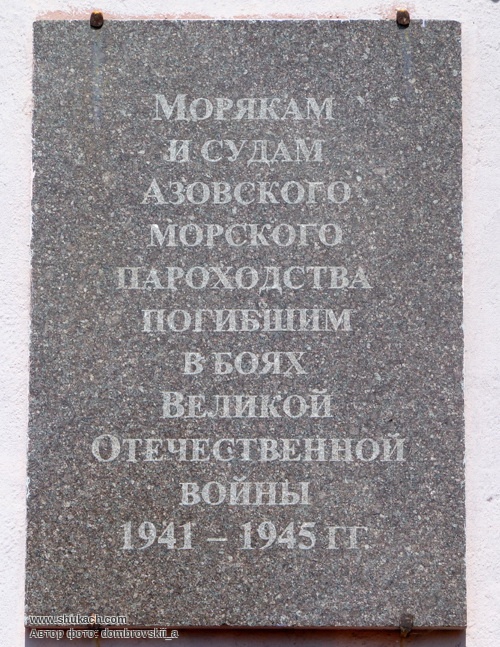 Морякам
и судам
Азовского
морского
пароходства
погибшим
в боях
Великой
Отечественной
войны
1941 – 1945 гг.
www.shukach.com
Автор фото: dombrovskii_a